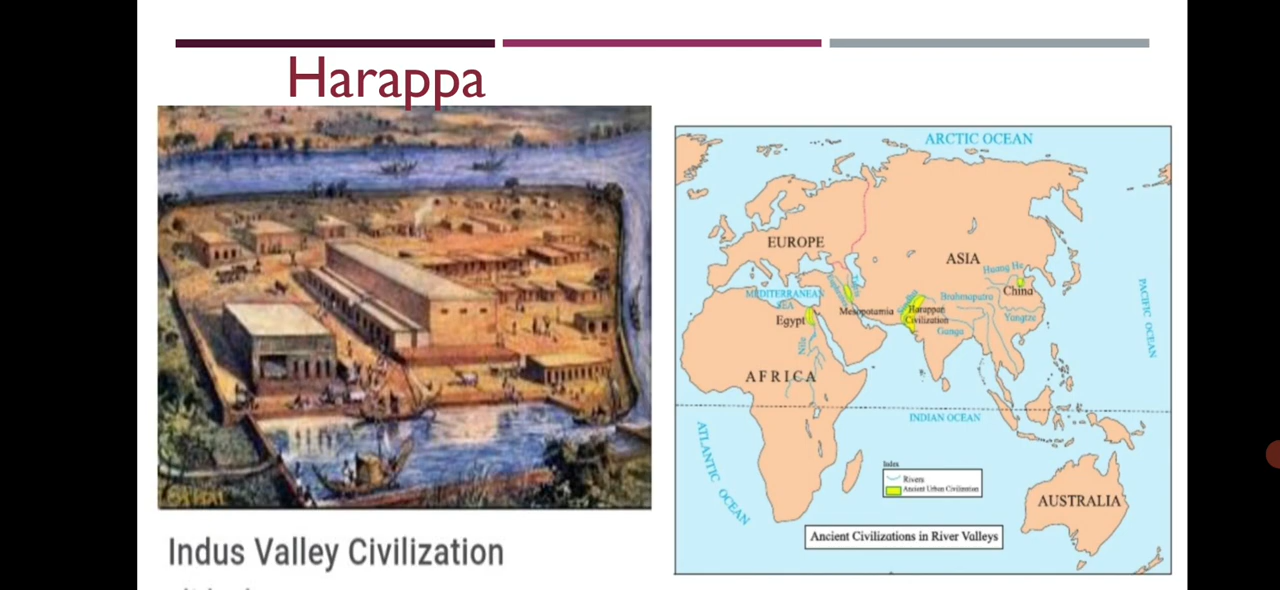 Harappa
Indus Valley Civilization
ARCTIC OCEAN
EUROPE
ASIA
Huang He
China
MEDITERRANEAN
SEA
Brahmaputra
Egypt
Mesopotamia
Harappan
Civilization
Yangtze
Ganga
Nile
AFRICA
PACIFIC OCEAN
INDIAN OCEAN
ATLANTIC OCEAN
Index
Rivers
Ancient Urban Civilization
AUSTRALIA
Ancient Civilizations in River Valleys